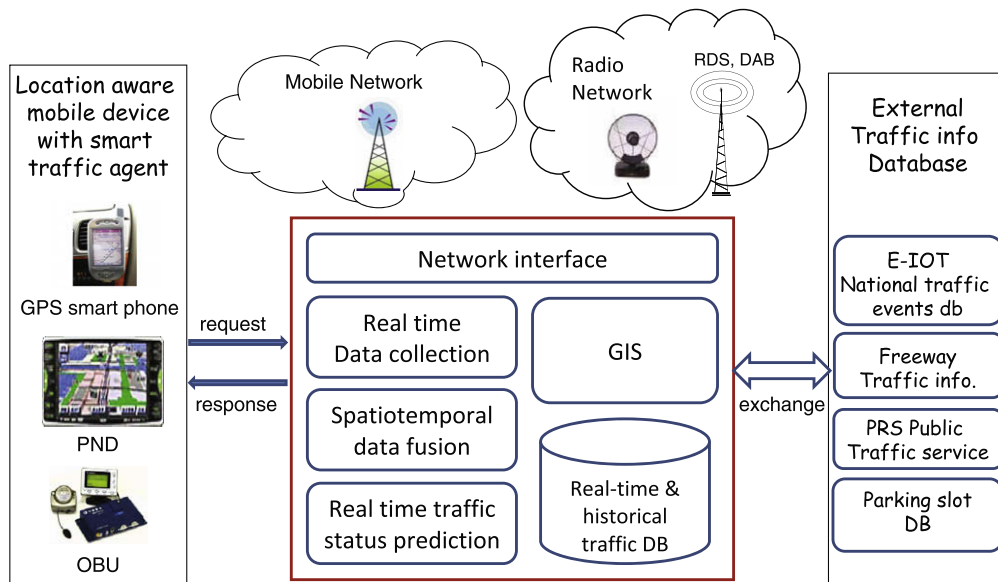 Location aware
mobile device
with smart
traffic agent
GPS smart phone
PND
OBU
request
response
Mobile Network
Radio
Network
RDS, DAB
Network interface
Real time
Data collection
GIS
Spatiotemporal
data fusion
Real time traffic
status prediction
Real-time &
historical
traffic DB
exchange
External
Traffic info
Database
E-IOT
National traffic
events db
Freeway
Traffic info.
PRS Public
Traffic service
Parking slot
DB